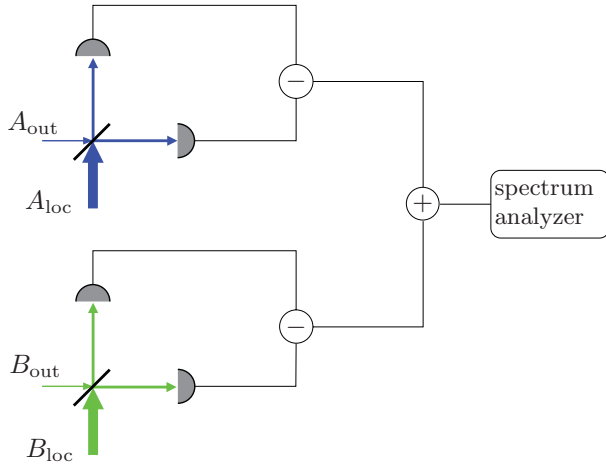 −
A_out
A_loc
+
spectrum
analyzer
−
B_out
B_loc